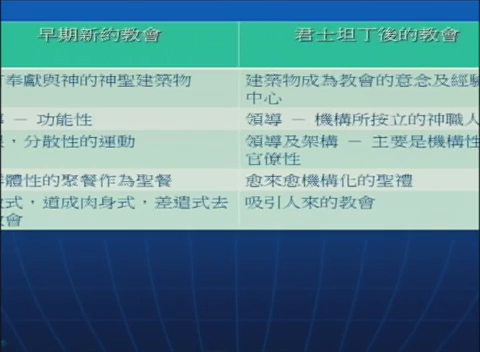 早期新約教會
君士坦丁後的教會
奉獻與神的神聖建築物
建築物成為教會的意念及經驗
中心
－ 功能性
領導 － 機構所按立的神職人
，分散性的運動
領導及架構 － 主要是機構性
官僚性
體性的聚餐作為聖餐
愈來愈機構化的聖禮
式，道成肉身式，差遣式去
教會
吸引人來的教會